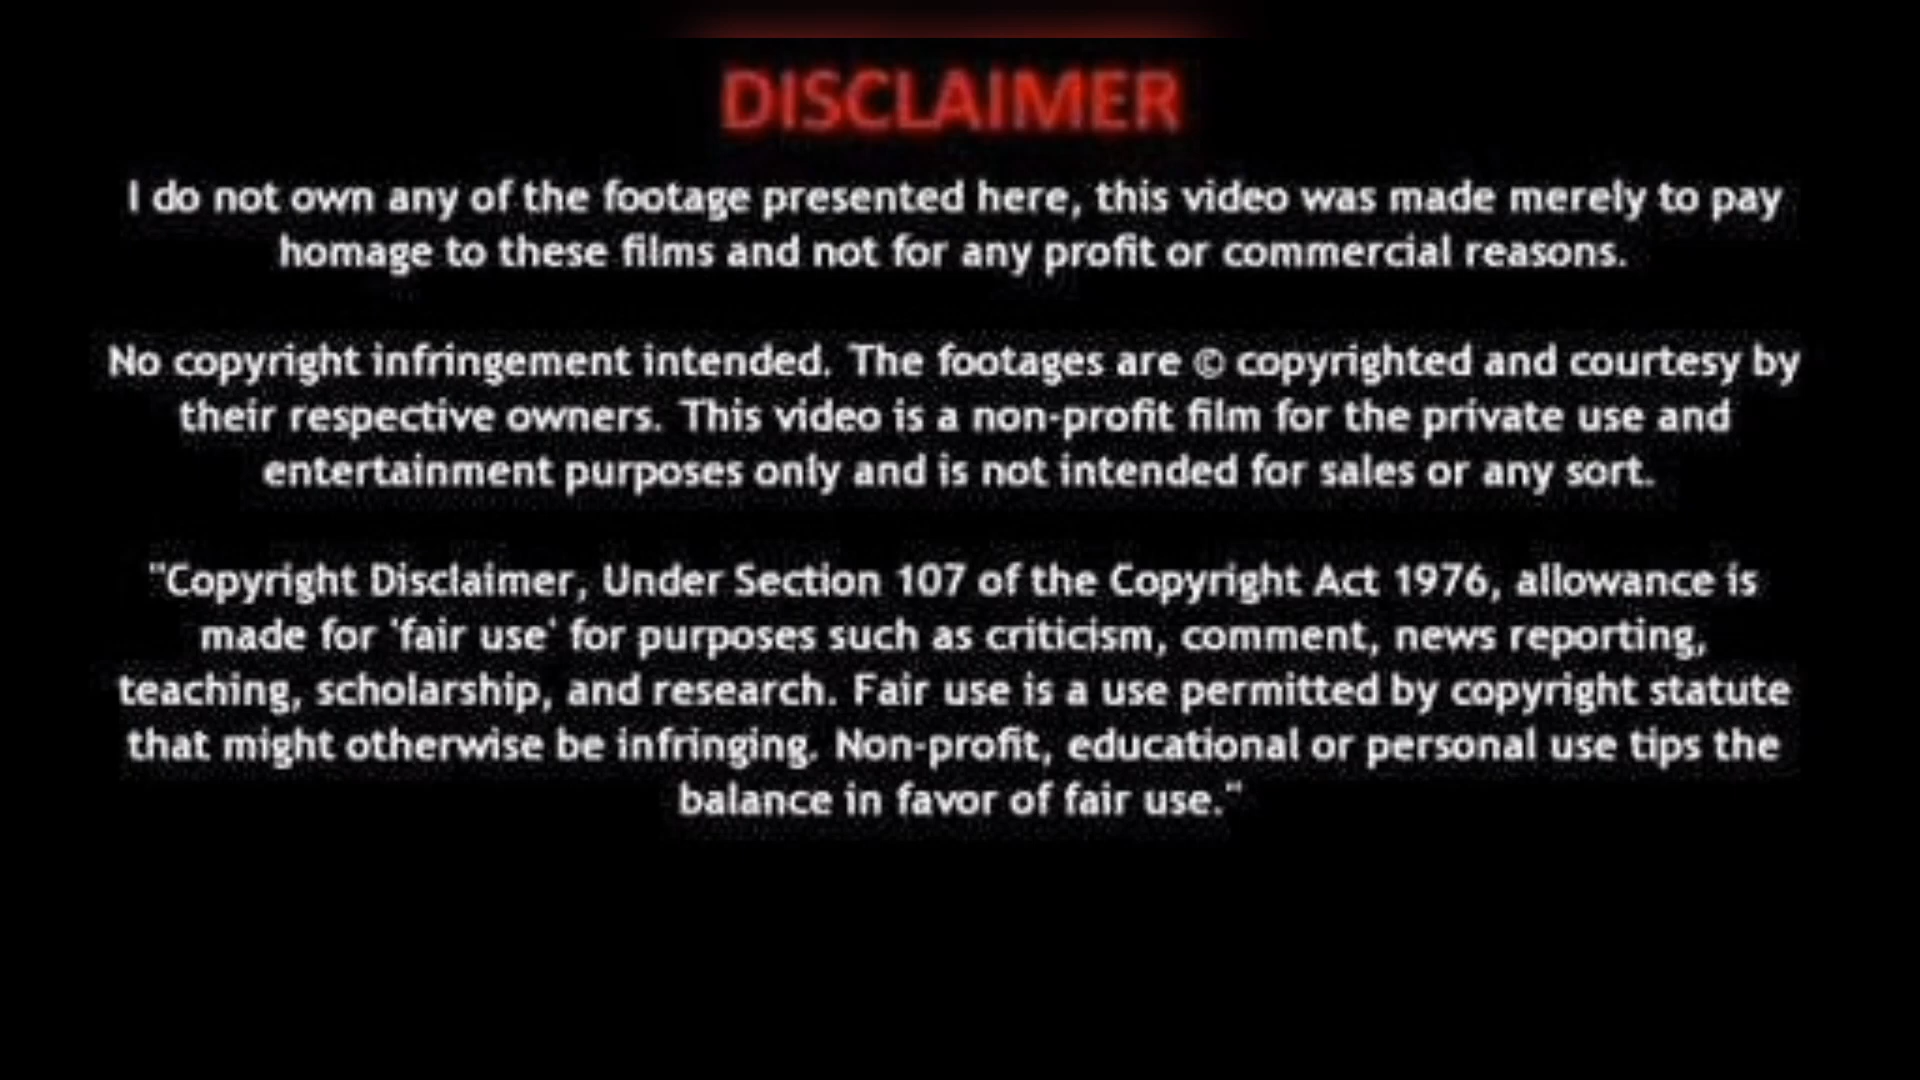 DISCLAIMER
I do not own any of the footage presented here, this video was made merely to pay
homage to these films and not for any profit or commercial reasons.
No copyright infringement intended. The footages are © copyrighted and courtesy by
their respective owners. This video is a non-profit film for the private use and
entertainment purposes only and is not intended for sales or any sort.
"Copyright Disclaimer, Under Section 107 of the Copyright Act 1976, allowance is
made for 'fair use' for purposes such as criticism, comment, news reporting,
teaching, scholarship, and research. Fair use is a use permitted by copyright statute
that might otherwise be infringing. Non-profit, educational or personal use tips the
balance in favor of fair use."